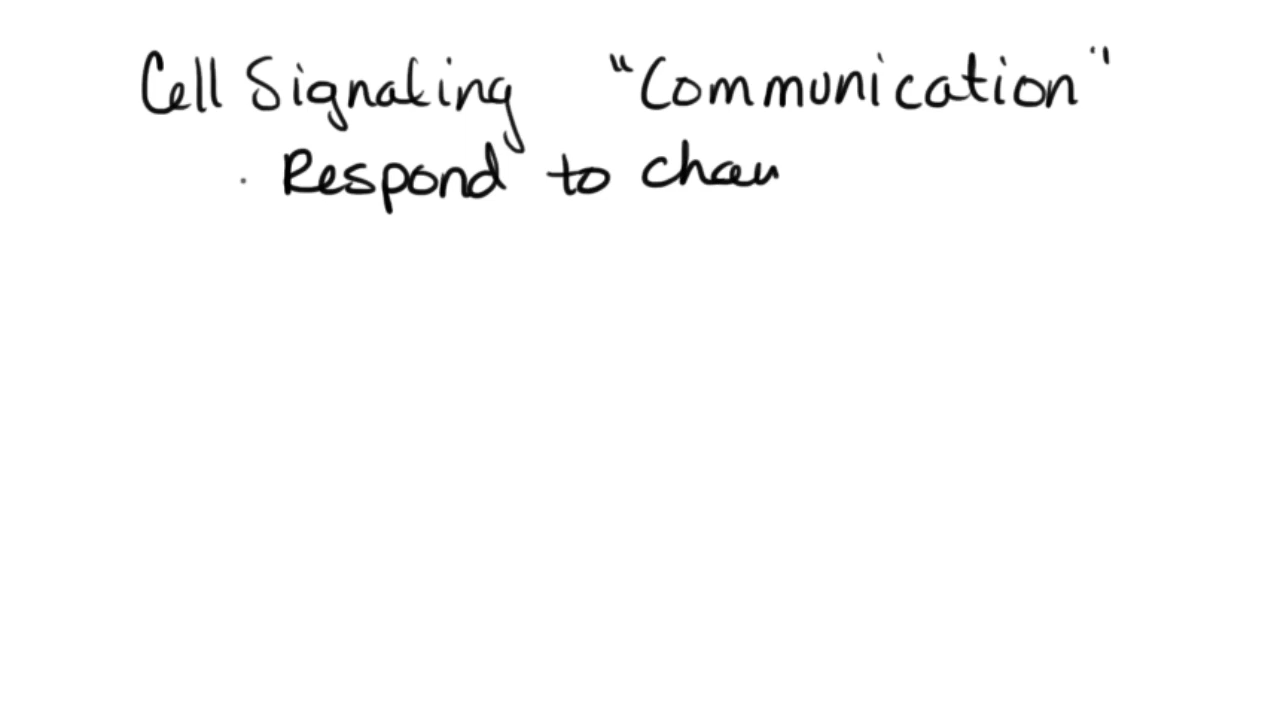 Cell Signaling "Communication"
· Respond to chan